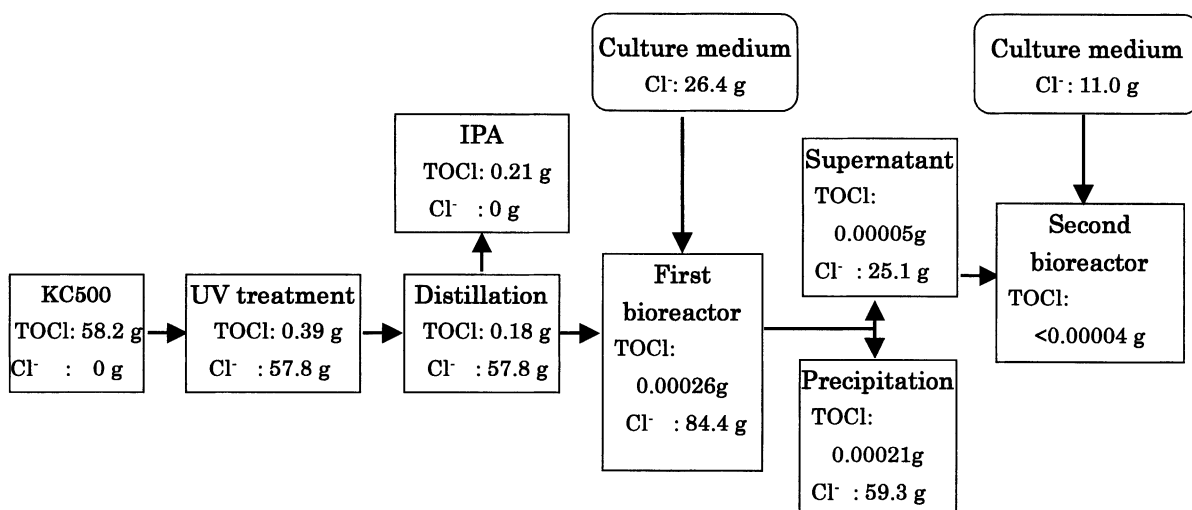 Culture medium
Cl⁻: 26.4 g
Culture medium
Cl⁻ : 11.0 g
IPA
TOCl: 0.21 g
Cl⁻ : 0 g
Supernatant
TOCl:
0.00005g
Cl⁻ : 25.1 g
Second
bioreactor
TOCl:
<0.00004 g
KC500
TOCl: 58.2 g
Cl⁻ : 0 g
UV treatment
TOCl: 0.39 g
Cl⁻ : 57.8 g
Distillation
TOCl: 0.18 g
Cl⁻ : 57.8 g
First
bioreactor
TOCl:
0.00026g
Cl⁻ : 84.4 g
Precipitation
TOCl:
0.00021g
Cl⁻ : 59.3 g